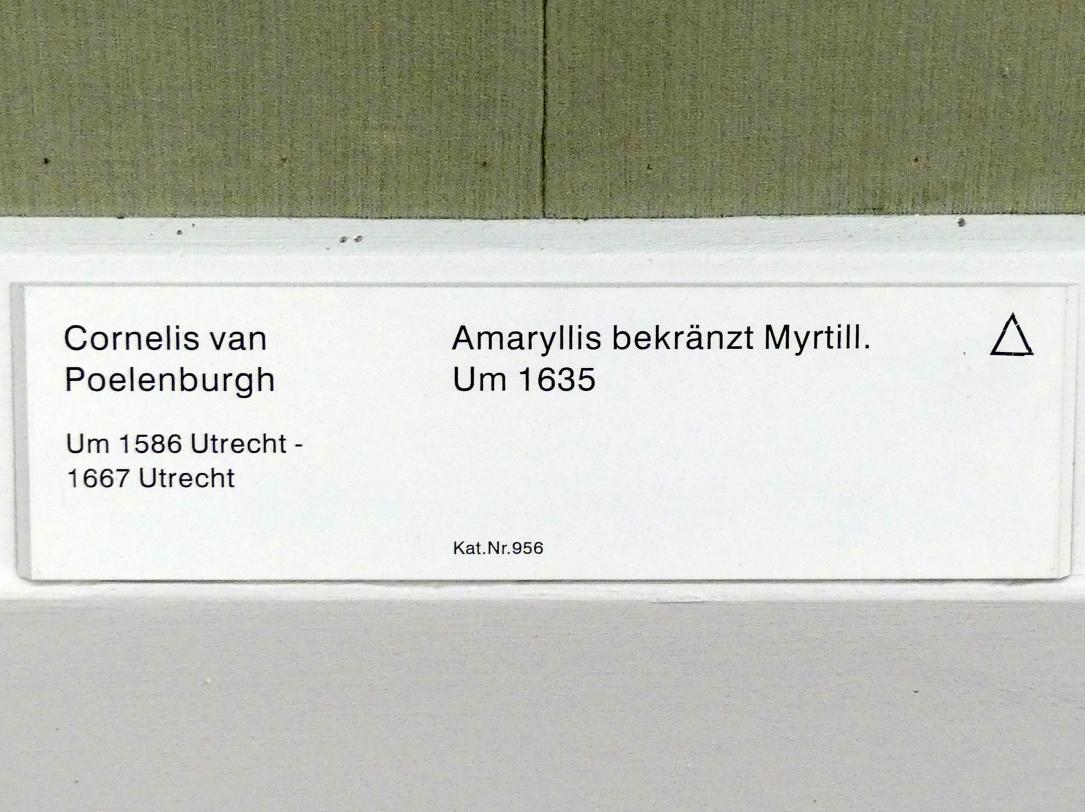 Cornelis van
Poelenburgh
Um 1586 Utrecht -
1667 Utrecht
Amaryllis bekränzt Myrtill.
Um 1635
Kat.Nr.956